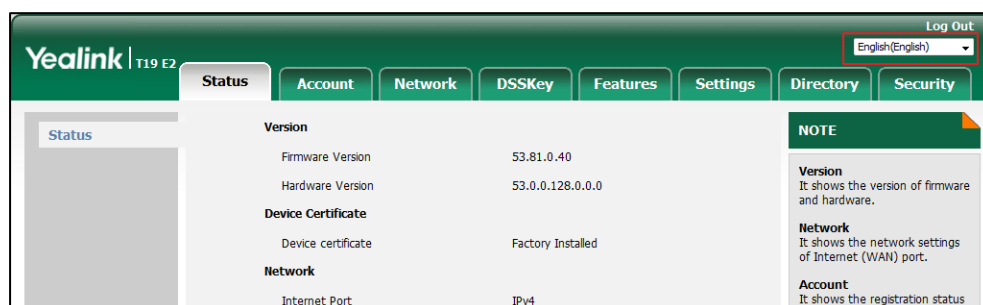 Log Out
English(English)
Yealink T19 E2
Status Account Network DSSKey Features Settings Directory Security
Status
Version
Firmware Version 53.81.0.40
Hardware Version 53.0.0.128.0.0.0
Device Certificate
Device certificate Factory Installed
Network
Internet Port IPv4
NOTE
Version
It shows the version of firmware
and hardware.
Network
It shows the network settings
of Internet (WAN) port.
Account
It shows the registration status